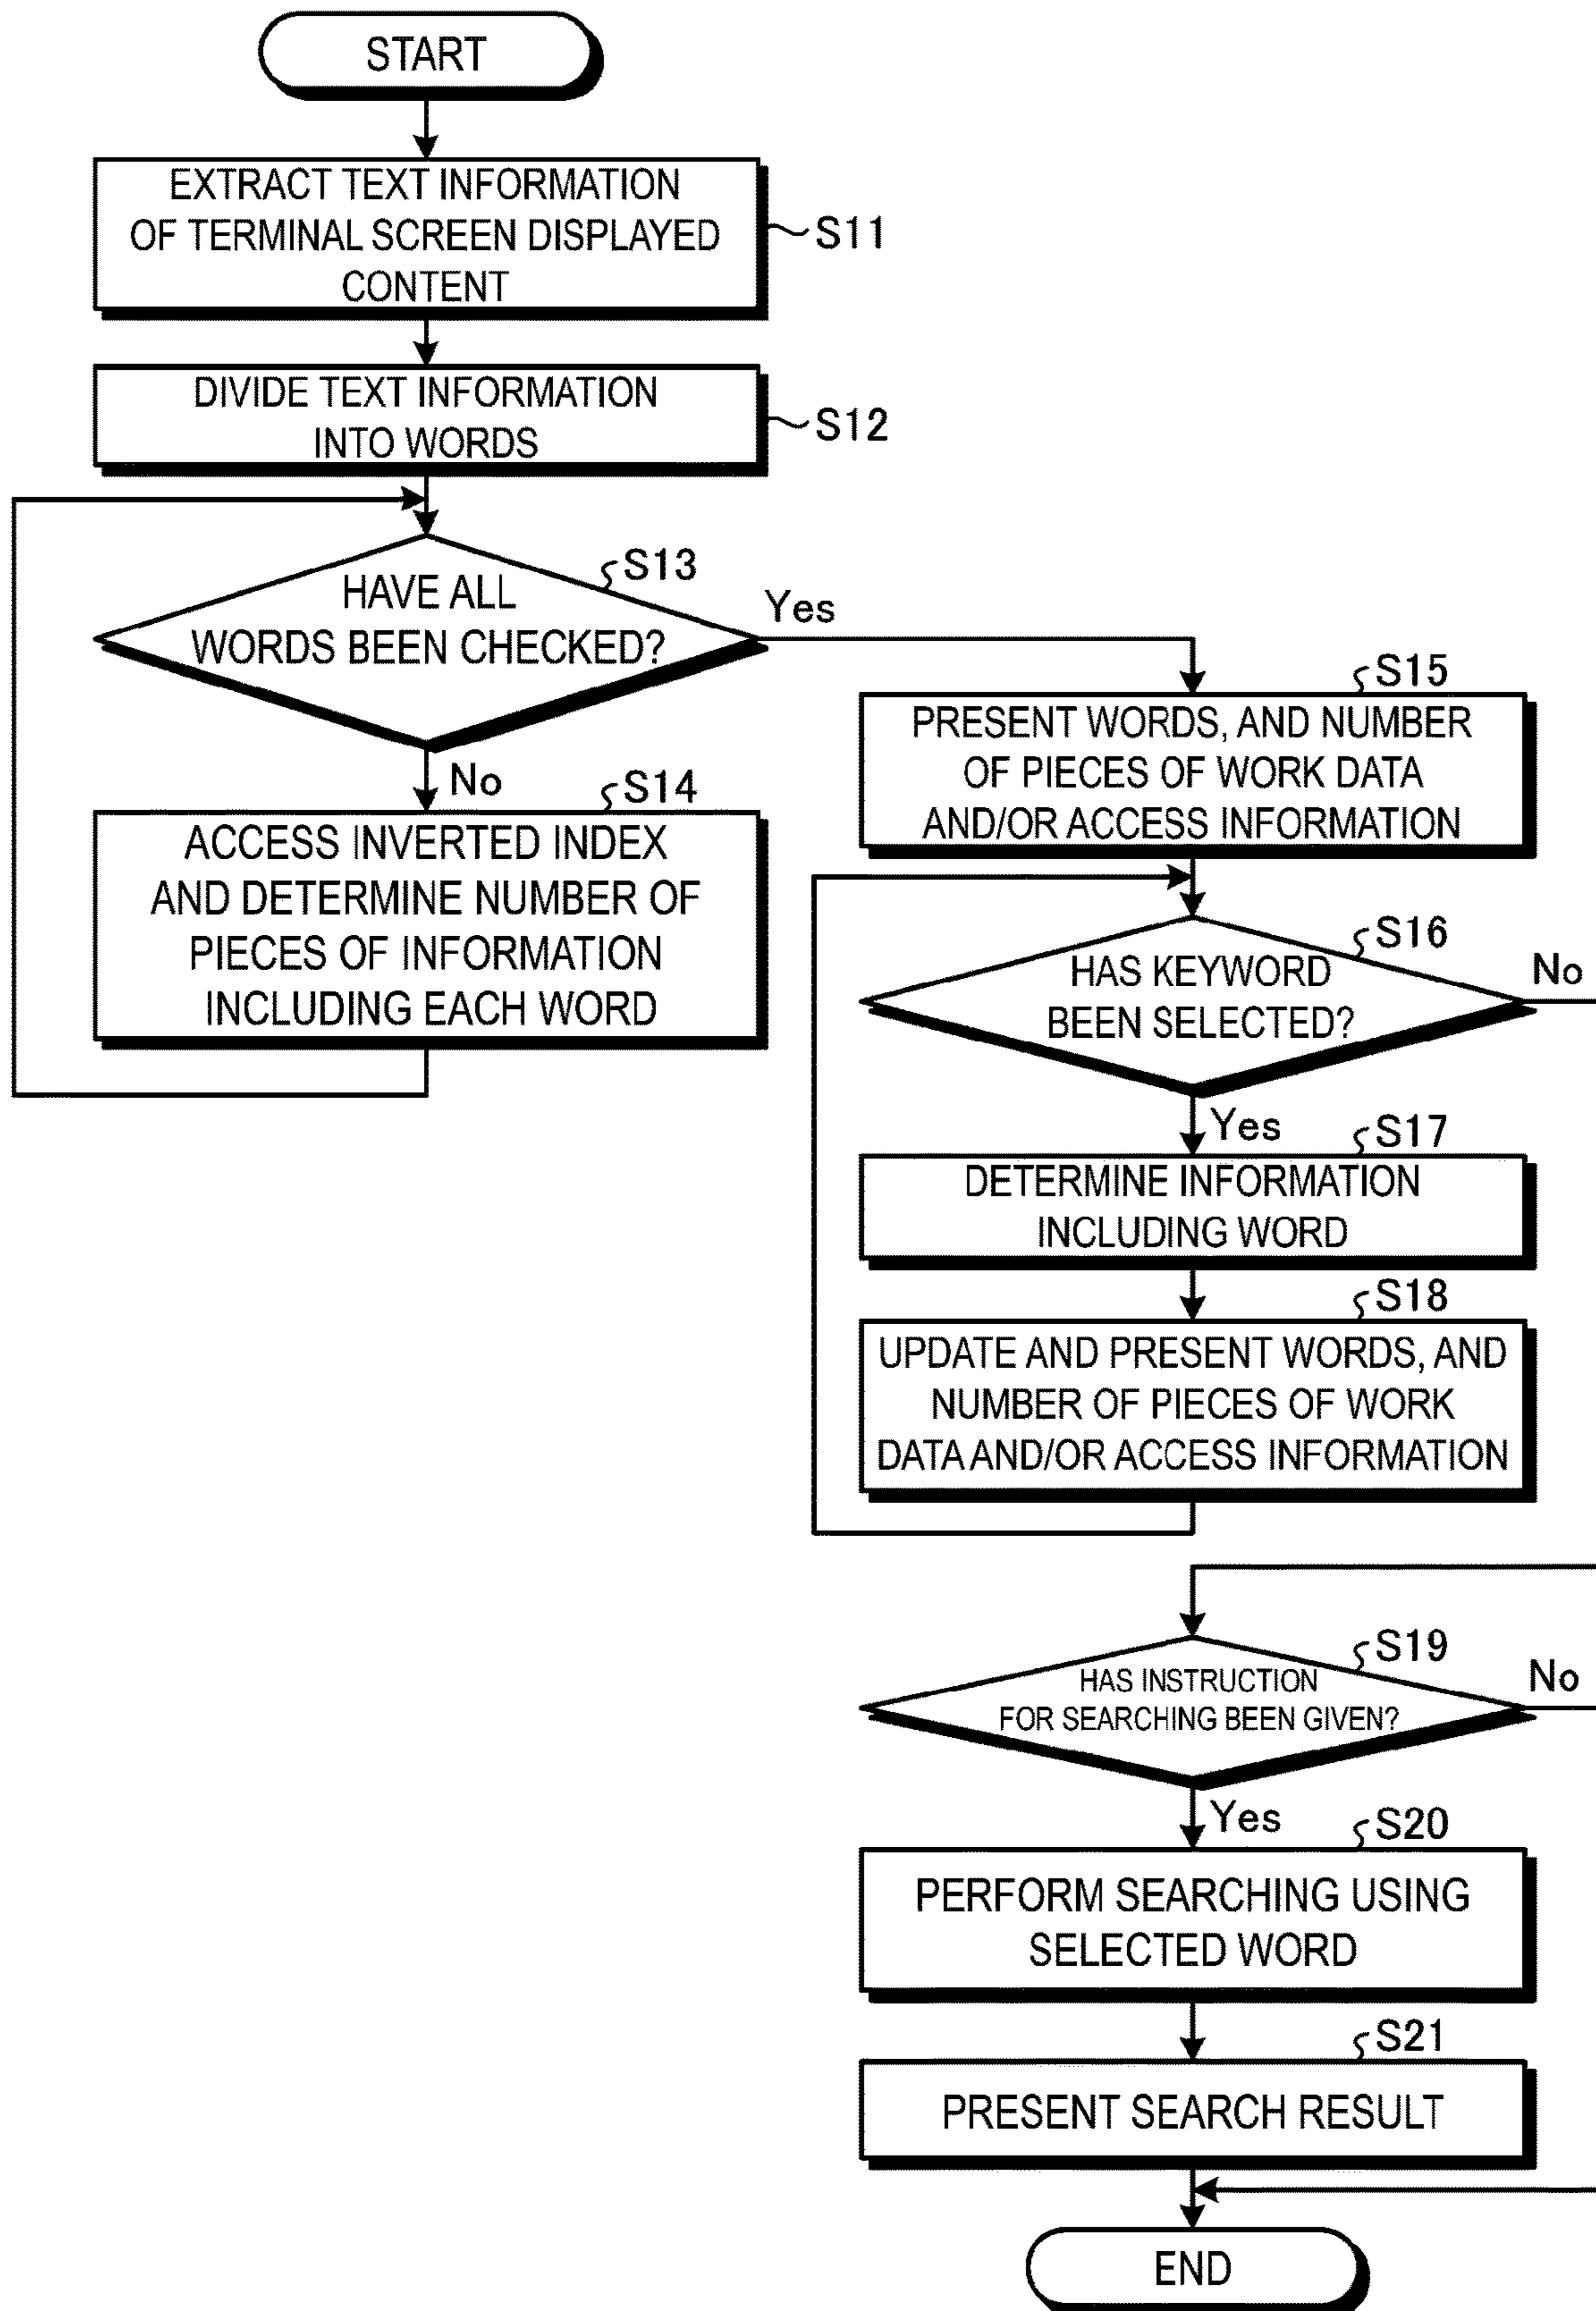 START
EXTRACT TEXT INFORMATION
OF TERMINAL SCREEN DISPLAYED
CONTENT
S11
DIVIDE TEXT INFORMATION
INTO WORDS
S12
S13
HAVE ALL
WORDS BEEN CHECKED?
Yes
No
S14
ACCESS INVERTED INDEX
AND DETERMINE NUMBER OF
PIECES OF INFORMATION
INCLUDING EACH WORD
S15
PRESENT WORDS, AND NUMBER
OF PIECES OF WORK DATA
AND/OR ACCESS INFORMATION
S16
HAS KEYWORD
BEEN SELECTED?
No
Yes
S17
DETERMINE INFORMATION
INCLUDING WORD
S18
UPDATE AND PRESENT WORDS, AND
NUMBER OF PIECES OF WORK
DATA AND/OR ACCESS INFORMATION
S19
HAS INSTRUCTION
FOR SEARCHING BEEN GIVEN?
No
Yes
S20
PERFORM SEARCHING USING
SELECTED WORD
S21
PRESENT SEARCH RESULT
END